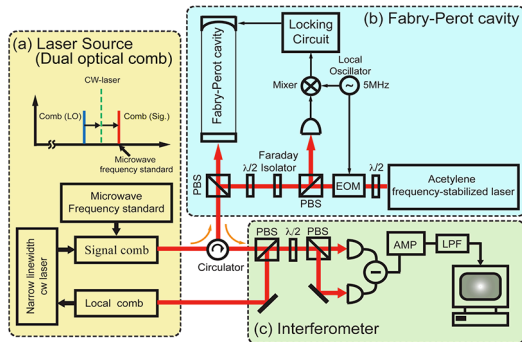 (a) Laser Source
(Dual optical comb)
CW-laser
Comb (LO)
Comb (Sig.)
Microwave
frequency standard
Microwave
Frequency standard
Narrow linewidth
cw laser
Signal comb
Local comb
Circulator
(b) Fabry-Perot cavity
Fabry-Perot cavity
Locking
Circuit
Mixer
Local
Oscillator
5MHz
PBS
λ/2
Faraday
Isolator
PBS
EOM
λ/2
Acetylene
frequency-stabilized laser
PBS
λ/2
PBS
AMP
LPF
(c) Interferometer